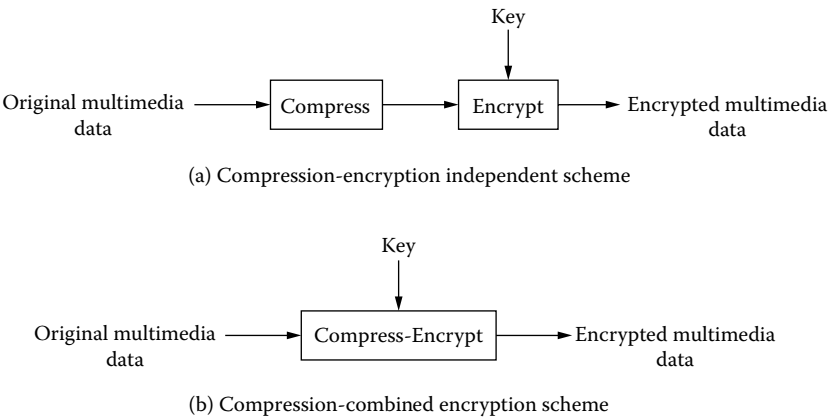 Key
Original multimedia
data
Compress
Encrypt
Encrypted multimedia
data
(a) Compression-encryption independent scheme
Key
Original multimedia
data
Compress-Encrypt
Encrypted multimedia
data
(b) Compression-combined encryption scheme